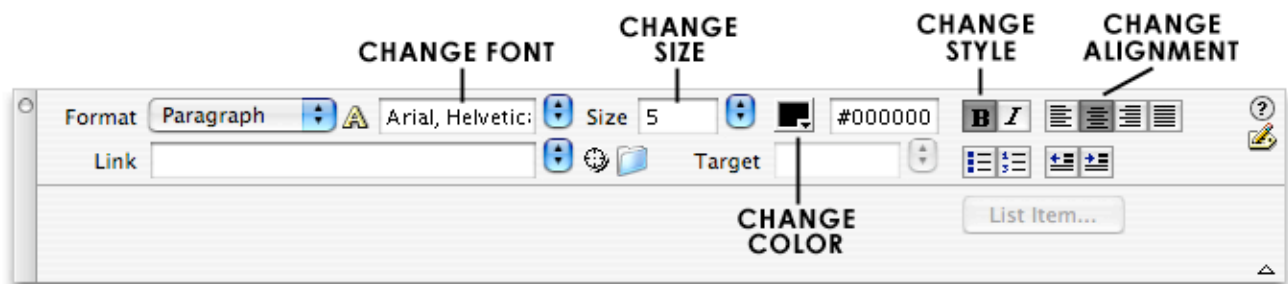 CHANGE FONT
CHANGE
SIZE
CHANGE
STYLE
CHANGE
ALIGNMENT
Format Paragraph A Arial, Helvetic Size 5 #000000 B I ?
Link Target
CHANGE
COLOR
List Item...